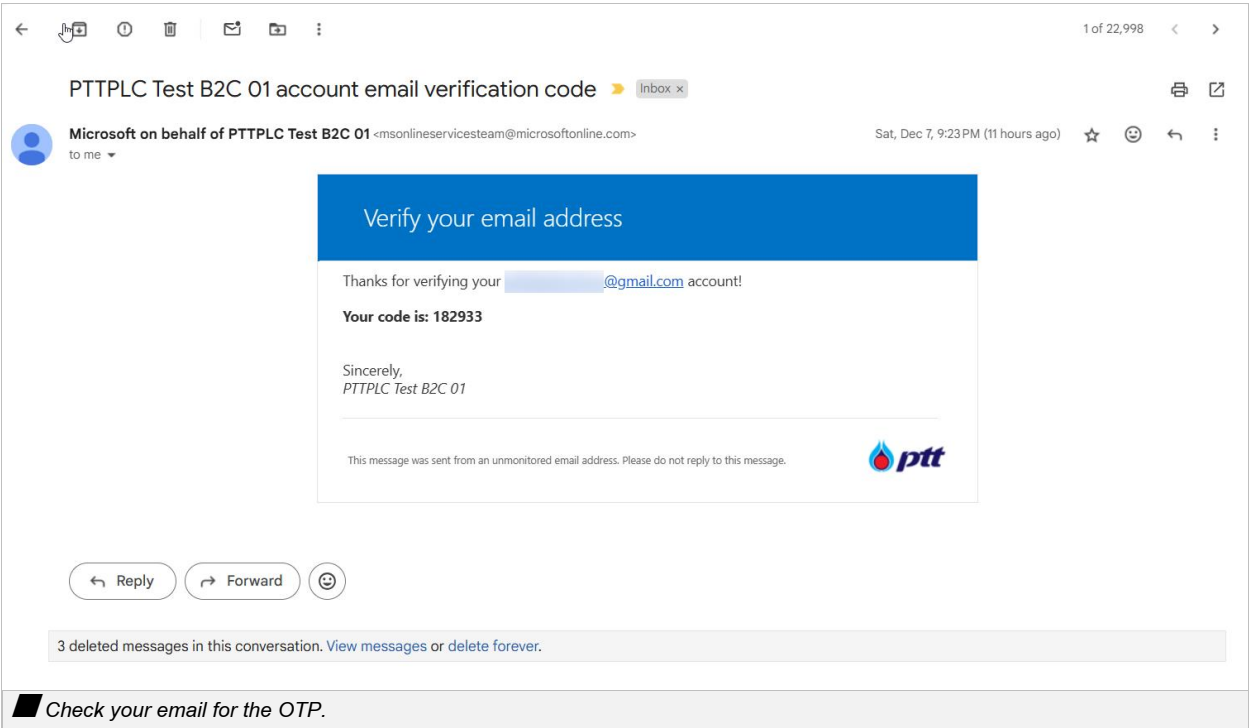 1 of 22,998
PTTPLC Test B2C 01 account email verification code Inbox ×
Microsoft on behalf of PTTPLC Test B2C 01 <msonlineservicesteam@microsoftonline.com> Sat, Dec 7, 9:23 PM (11 hours ago)
to me
Verify your email address
Thanks for verifying your @gmail.com account!
Your code is: 182933
Sincerely,
PTTPLC Test B2C 01
This message was sent from an unmonitored email address. Please do not reply to this message.
ptt
Reply Forward
3 deleted messages in this conversation. View messages or delete forever.
Check your email for the OTP.